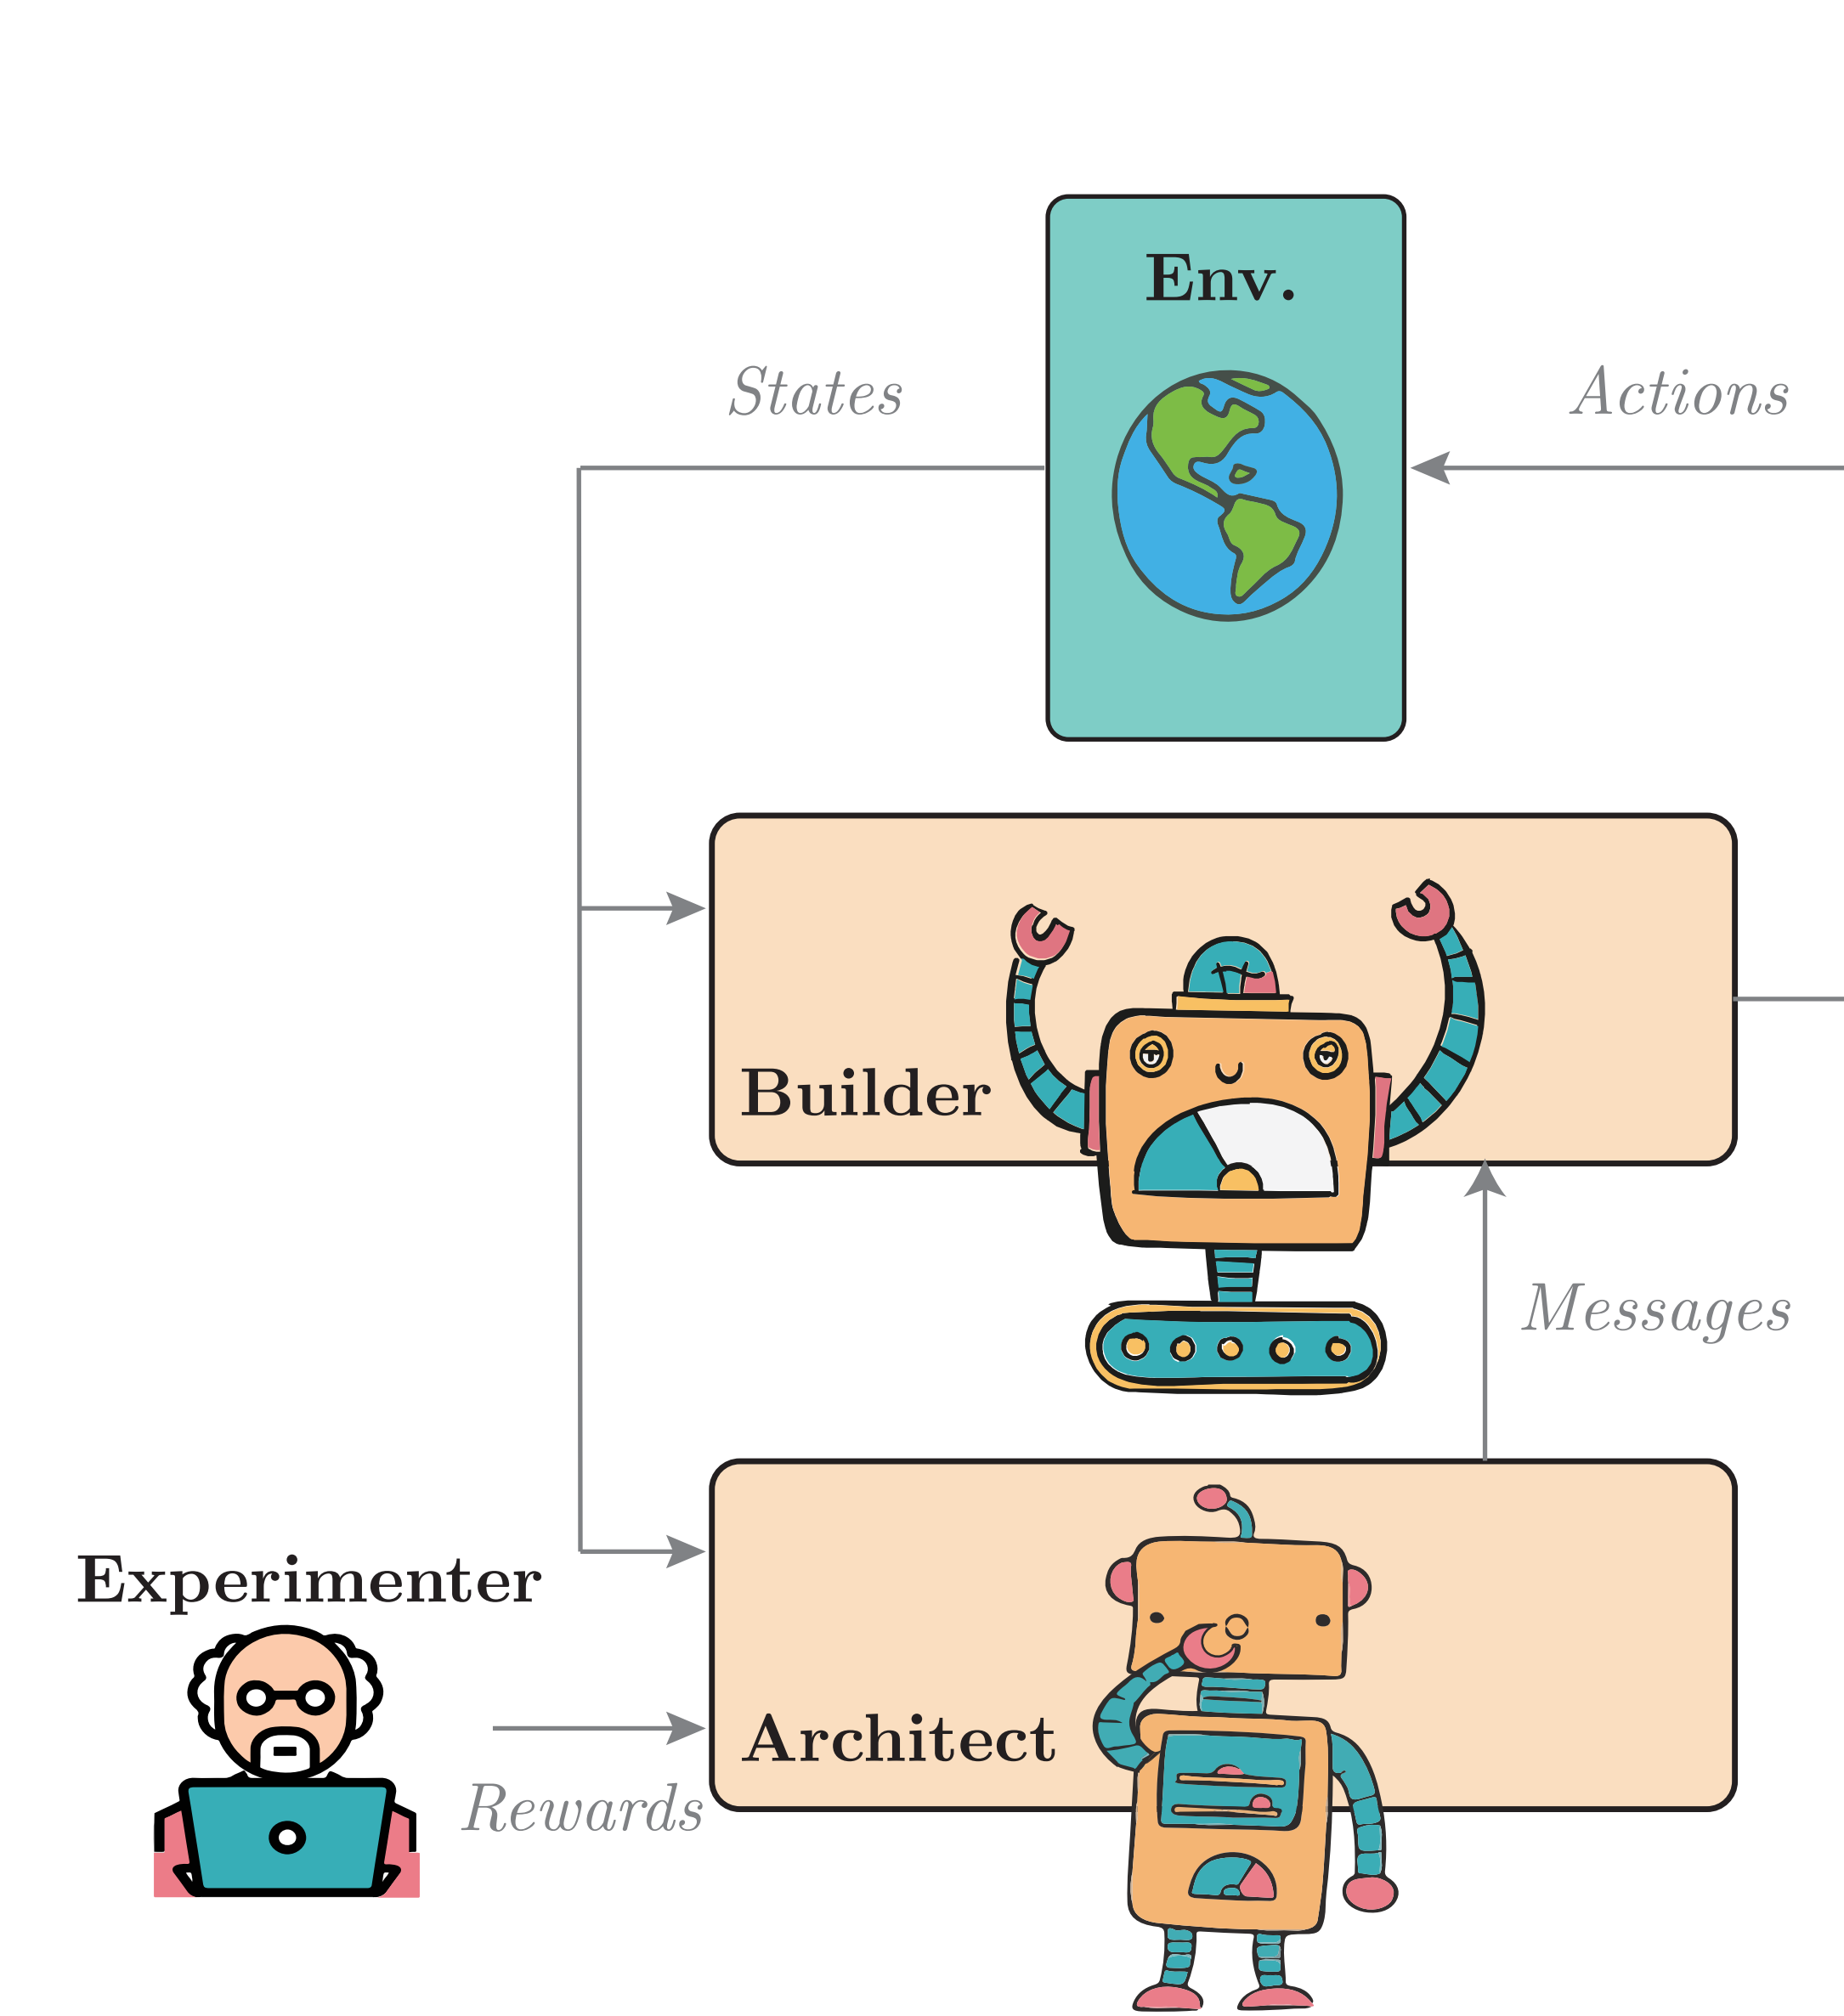 Env.
States
Actions
Builder
Messages
Experimenter
Architect
Rewards